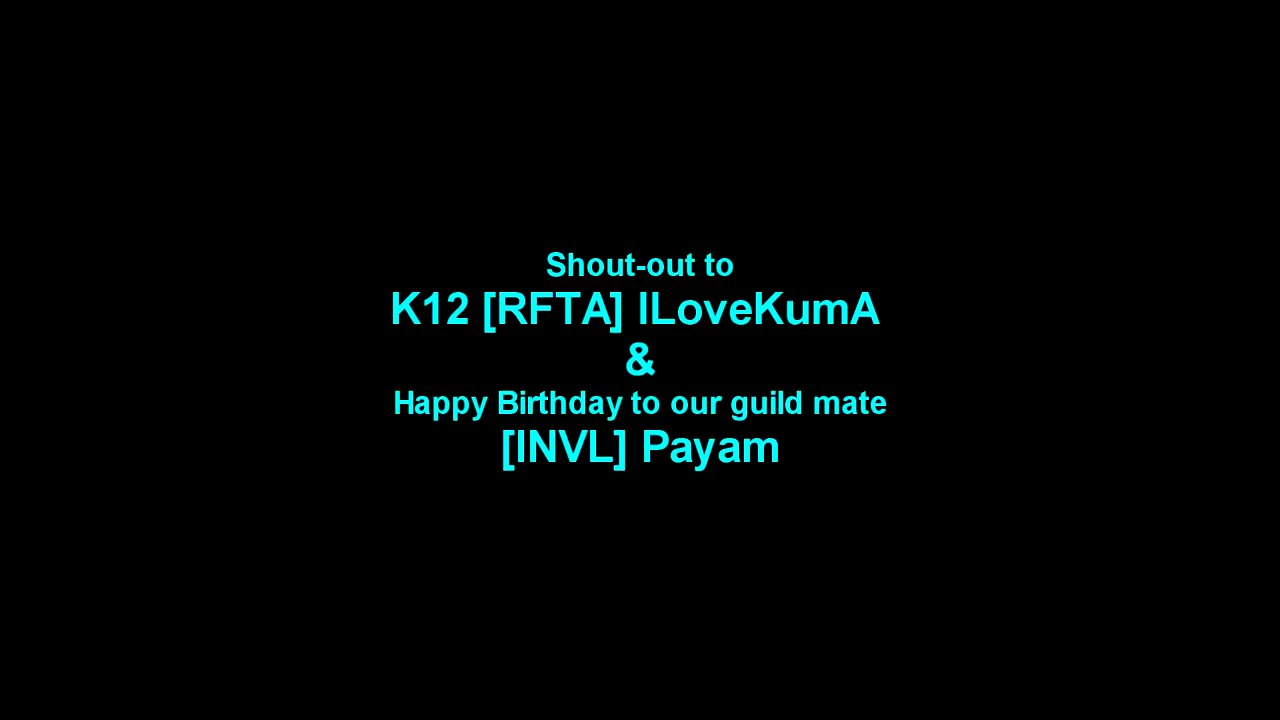 Shout-out to
K12 [RFTA] ILoveKumA
&
Happy Birthday to our guild mate
[INVL] Payam